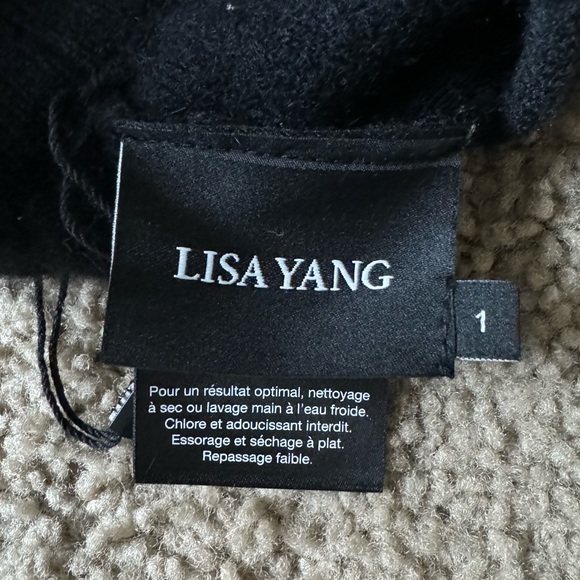 LISA YANG
1
Pour un résultat optimal, nettoyage
à sec ou lavage main à l'eau froide.
Chlore et adoucissant interdit.
Essorage et séchage à plat.
Repassage faible.